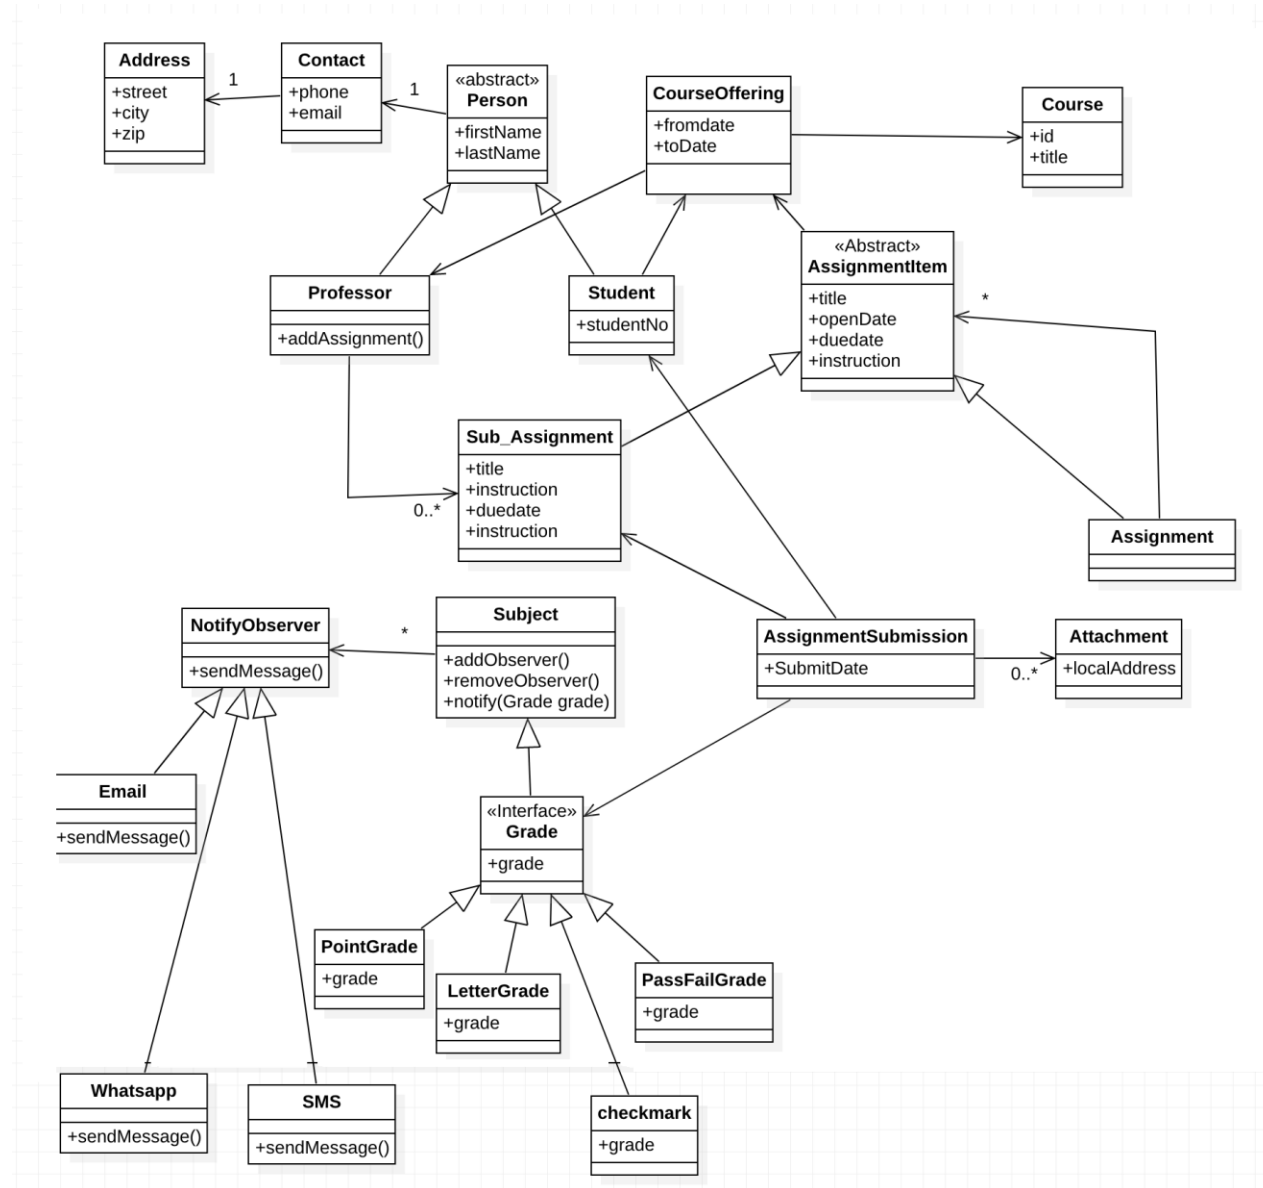 Address
+street
+city
+zip
1
Contact
+phone
+email
1
«abstract»
Person
+firstName
+lastName
CourseOffering
+fromdate
+toDate
Course
+id
+title
Professor
+addAssignment()
Student
+studentNo
«Abstract»
AssignmentItem
+title
+openDate
+duedate
+instruction
*
Sub_Assignment
+title
+instruction
+duedate
+instruction
0..*
Assignment
NotifyObserver
+sendMessage()
*
Subject
+addObserver()
+removeObserver()
+notify(Grade grade)
AssignmentSubmission
+SubmitDate
0..*
Attachment
+localAddress
Email
+sendMessage()
«Interface»
Grade
+grade
PointGrade
+grade
LetterGrade
+grade
PassFailGrade
+grade
Whatsapp
+sendMessage()
SMS
+sendMessage()
checkmark
+grade